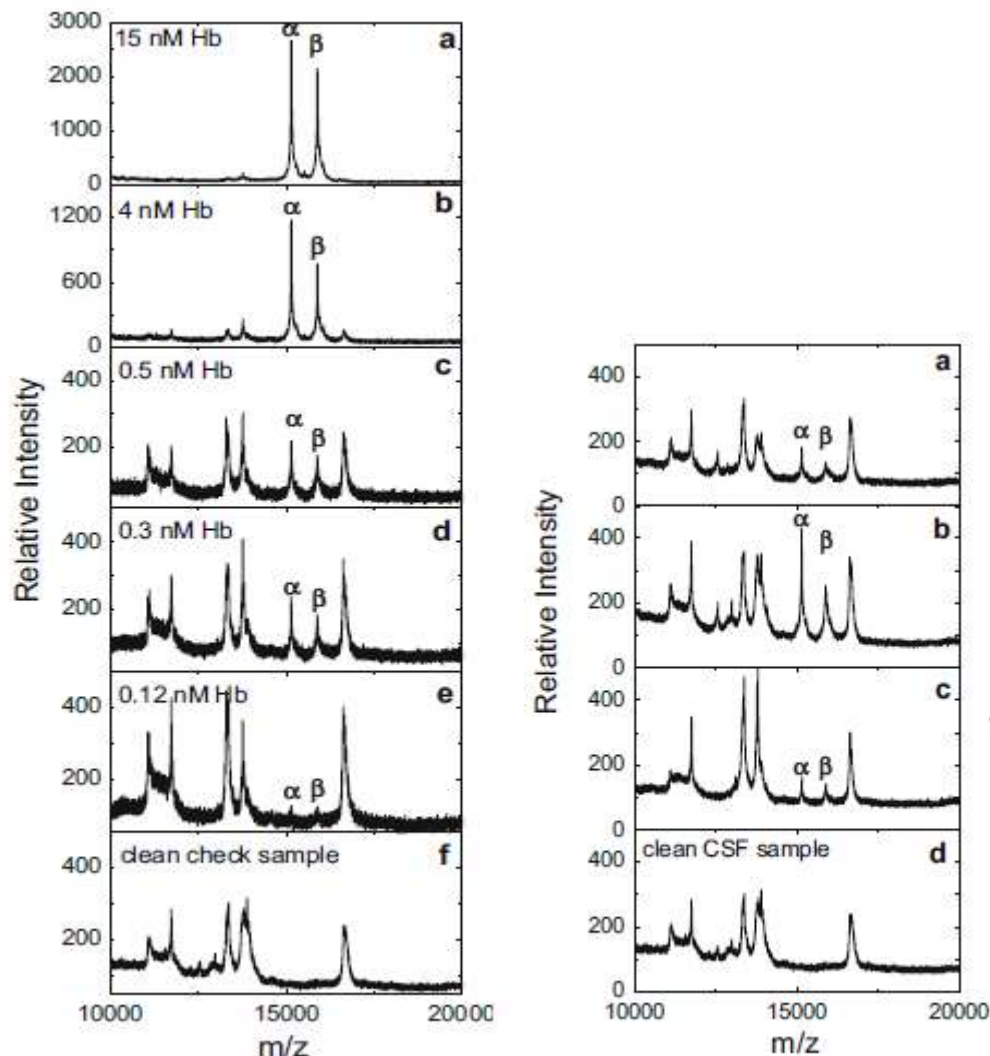 3000
15 nM Hb
α
β
a
2000
1000
0
4 nM Hb
α
β
b
1200
600
0
0.5 nM Hb
α
β
c
400
200
0.3 nM Hb
α
β
d
400
200
0.12 nM Hb
α
β
e
400
200
clean check sample
f
400
200
10000
15000
20000
m/z
Relative Intensity
a
α
β
400
200
0
b
α
β
400
200
0
c
α
β
400
200
0
clean CSF sample
d
400
200
0
10000
15000
20000
m/z
Relative Intensity